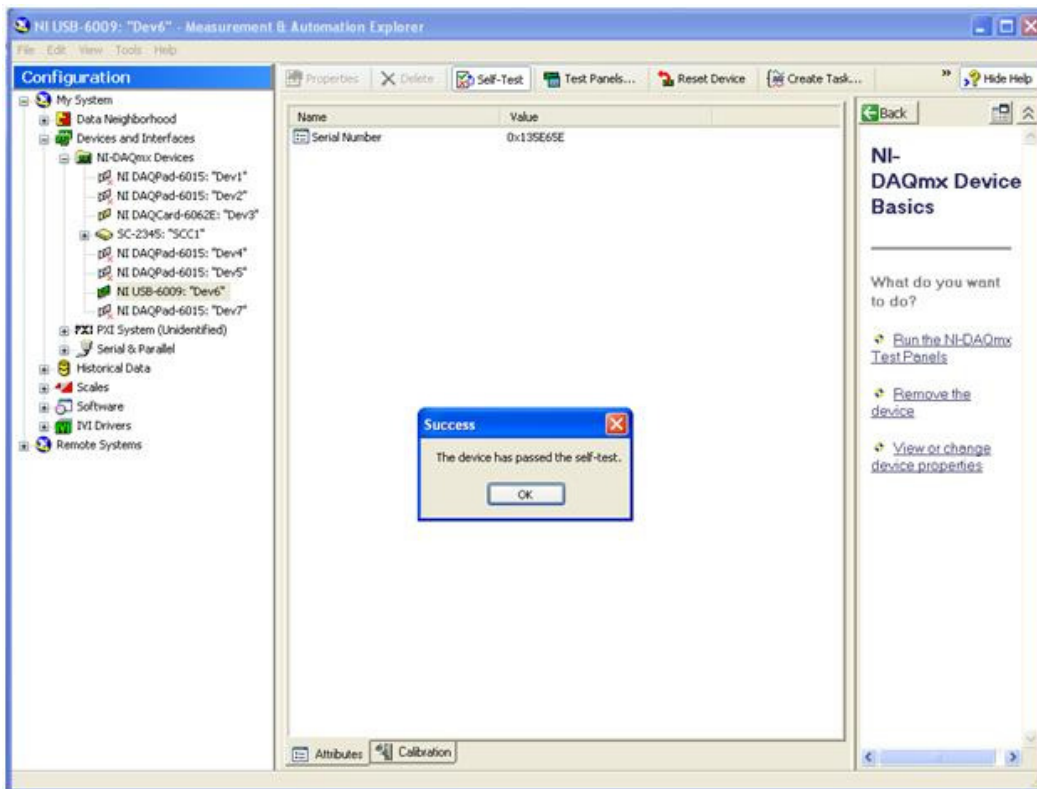 NI USB-6009: "Dev6" - Measurement & Automation Explorer
File Edit View Tools Help
Configuration
My System
Data Neighborhood
Devices and Interfaces
NI-DAQmx Devices
NI DAQPad-6015: "Dev1"
NI DAQPad-6015: "Dev2"
NI DAQCard-6062E: "Dev3"
SC-2345: "SCC1"
NI DAQPad-6015: "Dev4"
NI DAQPad-6015: "Dev5"
NI USB-6009: "Dev6"
NI DAQPad-6015: "Dev7"
PXI PXI System (Unidentified)
Serial & Parallel
Historical Data
Scales
Software
IVI Drivers
Remote Systems
Properties Delete Self-Test Test Panels... Reset Device Create Task... » Hide Help
Name Value
Serial Number 0x135E65E
Success
The device has passed the self-test.
OK
Attributes Calibration
Back
NI-
DAQmx Device
Basics
What do you want
to do?
Run the NI-DAQmx
Test Panels
Remove the
device
View or change
device properties